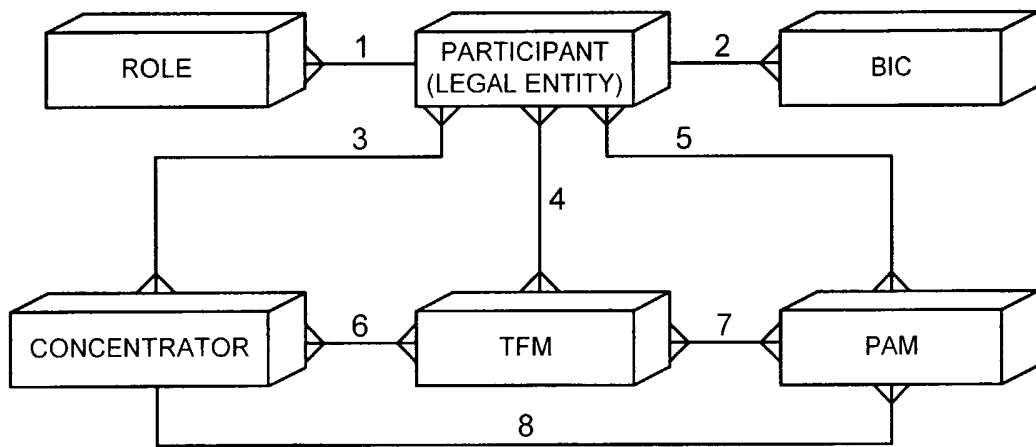 ROLE
1
PARTICIPANT
(LEGAL ENTITY)
2
BIC
3
4
5
CONCENTRATOR
6
TFM
7
PAM
8